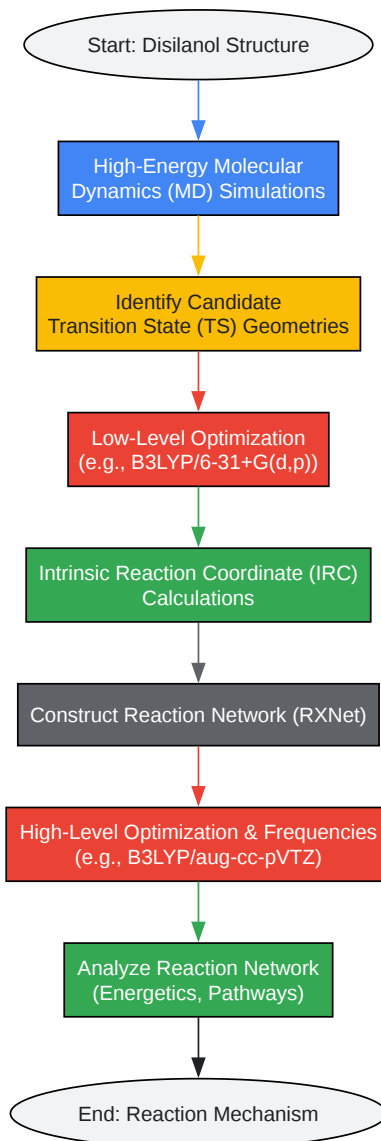 Start: Disilanol Structure
High-Energy Molecular
Dynamics (MD) Simulations
Identify Candidate
Transition State (TS) Geometries
Low-Level Optimization
(e.g., B3LYP/6-31+G(d,p))
Intrinsic Reaction Coordinate (IRC)
Calculations
Construct Reaction Network (RXNet)
High-Level Optimization & Frequencies
(e.g., B3LYP/aug-cc-pVTZ)
Analyze Reaction Network
(Energetics, Pathways)
End: Reaction Mechanism